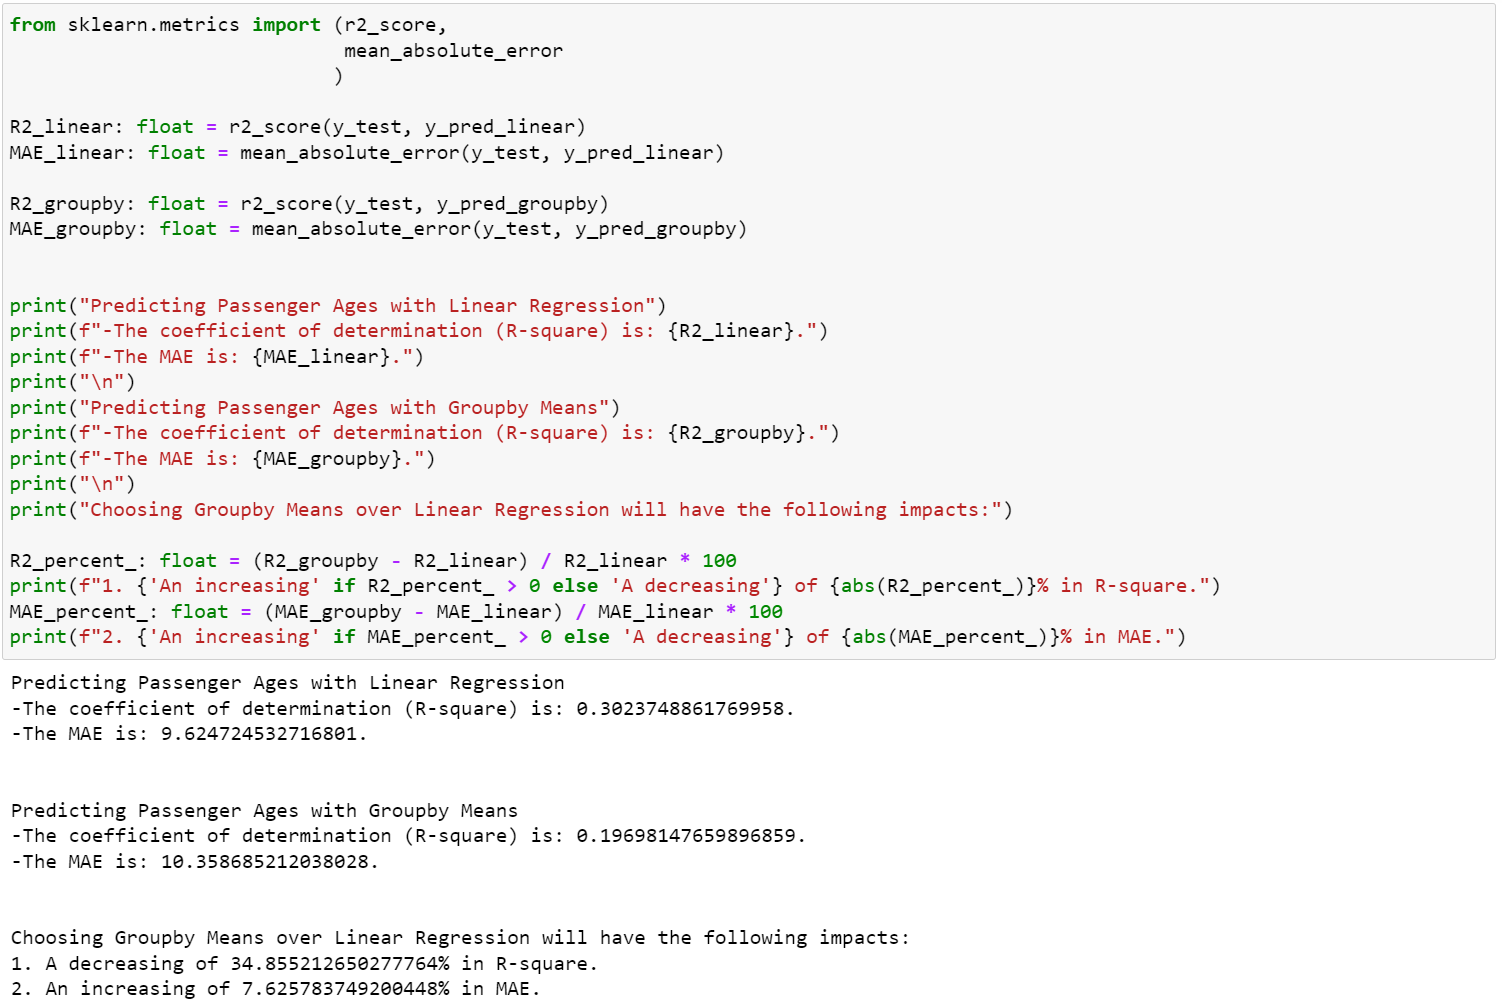 from sklearn.metrics import (r2_score,
                             mean_absolute_error
                            )
R2_linear: float = r2_score(y_test, y_pred_linear)
MAE_linear: float = mean_absolute_error(y_test, y_pred_linear)
R2_groupby: float = r2_score(y_test, y_pred_groupby)
MAE_groupby: float = mean_absolute_error(y_test, y_pred_groupby)
print("Predicting Passenger Ages with Linear Regression")
print(f"-The coefficient of determination (R-square) is: {R2_linear}.")
print(f"-The MAE is: {MAE_linear}.")
print("\n")
print("Predicting Passenger Ages with Groupby Means")
print(f"-The coefficient of determination (R-square) is: {R2_groupby}.")
print(f"-The MAE is: {MAE_groupby}.")
print("\n")
print("Choosing Groupby Means over Linear Regression will have the following impacts:")
R2_percent_: float = (R2_groupby - R2_linear) / R2_linear * 100
print(f"1. {'An increasing' if R2_percent_ > 0 else 'A decreasing'} of {abs(R2_percent_)}% in R-square.")
MAE_percent_: float = (MAE_groupby - MAE_linear) / MAE_linear * 100
print(f"2. {'An increasing' if MAE_percent_ > 0 else 'A decreasing'} of {abs(MAE_percent_)}% in MAE.")
Predicting Passenger Ages with Linear Regression
-The coefficient of determination (R-square) is: 0.3023748861769958.
-The MAE is: 9.624724532716801.
Predicting Passenger Ages with Groupby Means
-The coefficient of determination (R-square) is: 0.19698147659896859.
-The MAE is: 10.358685212038028.
Choosing Groupby Means over Linear Regression will have the following impacts:
1. A decreasing of 34.855212650277764% in R-square.
2. An increasing of 7.625783749200448% in MAE.